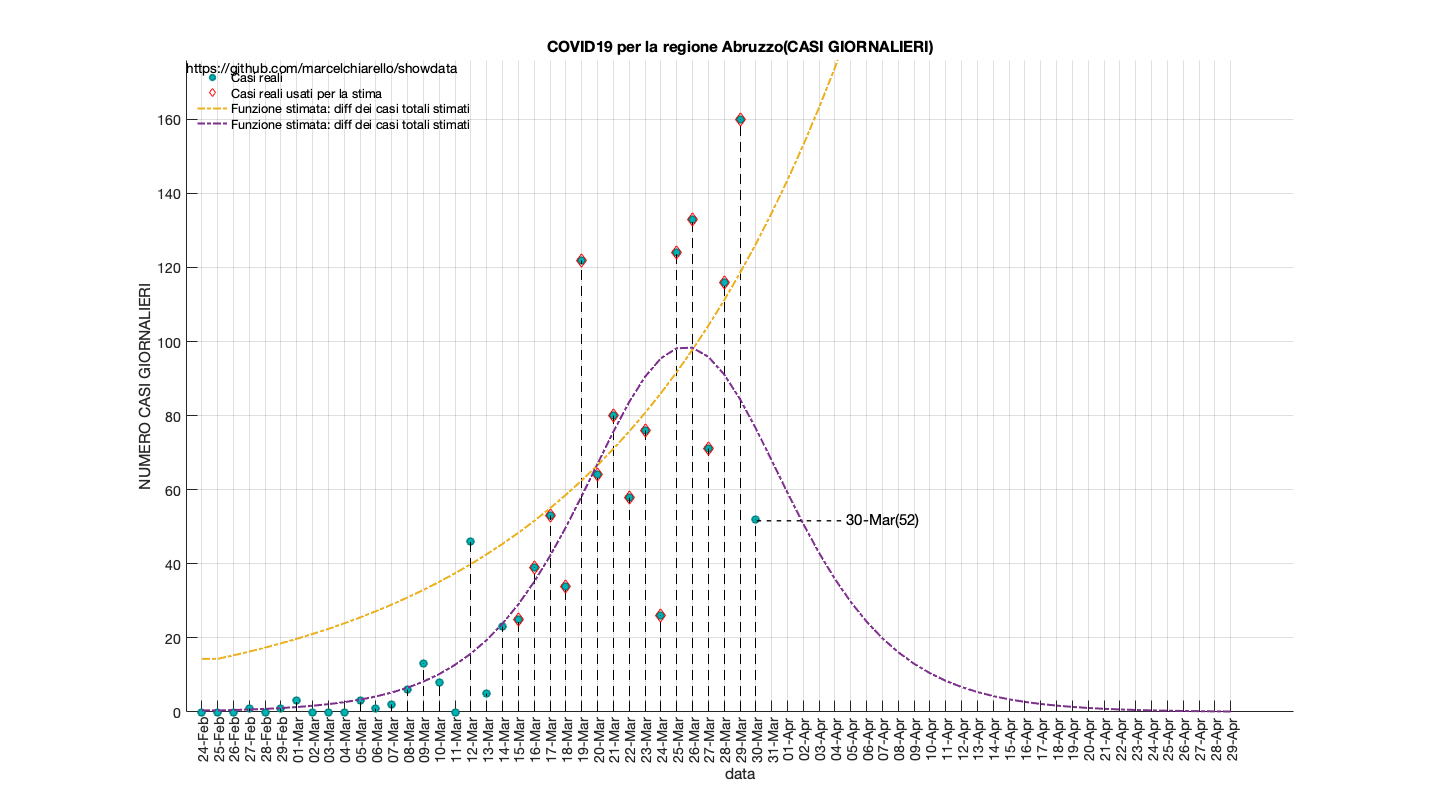 COVID19 per la regione Abruzzo(CASI GIORNALIERI)
https://github.com/marcelchiarello/showdata
Casi reali
Casi reali usati per la stima
Funzione stimata: diff dei casi totali stimati
Funzione stimata: diff dei casi totali stimati
NUMERO CASI GIORNALIERI
160
140
120
100
80
60
40
20
0
30-Mar(52)
24-Feb
25-Feb
26-Feb
27-Feb
28-Feb
29-Feb
01-Mar
02-Mar
03-Mar
04-Mar
05-Mar
06-Mar
07-Mar
08-Mar
09-Mar
10-Mar
11-Mar
12-Mar
13-Mar
14-Mar
15-Mar
16-Mar
17-Mar
18-Mar
19-Mar
20-Mar
21-Mar
22-Mar
23-Mar
24-Mar
25-Mar
26-Mar
27-Mar
28-Mar
29-Mar
30-Mar
31-Mar
01-Apr
02-Apr
03-Apr
04-Apr
05-Apr
06-Apr
07-Apr
08-Apr
09-Apr
10-Apr
11-Apr
12-Apr
13-Apr
14-Apr
15-Apr
16-Apr
17-Apr
18-Apr
19-Apr
20-Apr
21-Apr
22-Apr
23-Apr
24-Apr
25-Apr
26-Apr
27-Apr
28-Apr
29-Apr
data